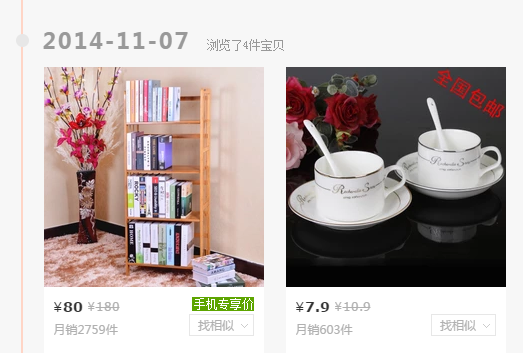 2014-11-07 浏览了4件宝贝
全国包邮
¥80 ¥180 手机专享价
月销2759件 找相似
¥7.9 ¥10.9
月销603件 找相似